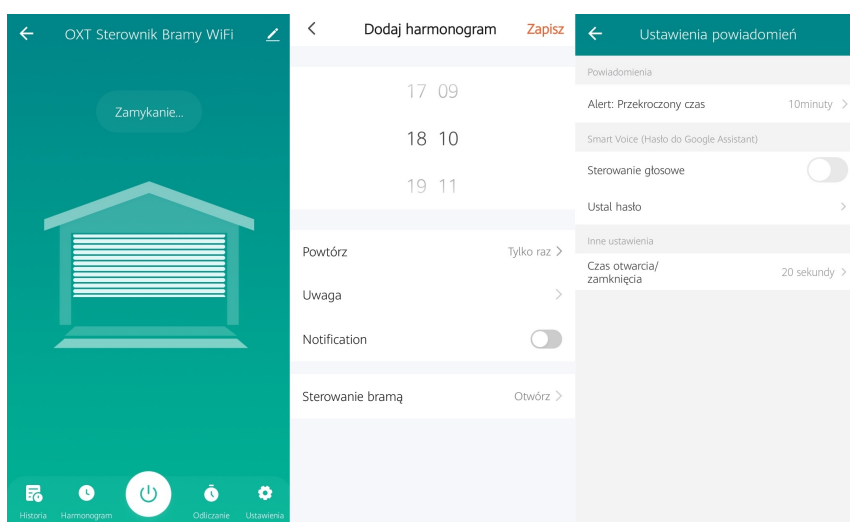 OXT Sterownik Bramy WiFi
Zamykanie...
Historia
Harmonogram
Odliczanie
Ustawienia
Dodaj harmonogram
Zapisz
17 09
18 10
19 11
Powtórz
Tylko raz
Uwaga
Notification
Sterowanie bramą
Otwórz
Ustawienia powiadomień
Powiadomienia
Alert: Przekroczony czas
10minuty
Smart Voice (Hasło do Google Assistant)
Sterowanie głosowe
Ustal hasło
Inne ustawienia
Czas otwarcia/
zamknięcia
20 sekundy